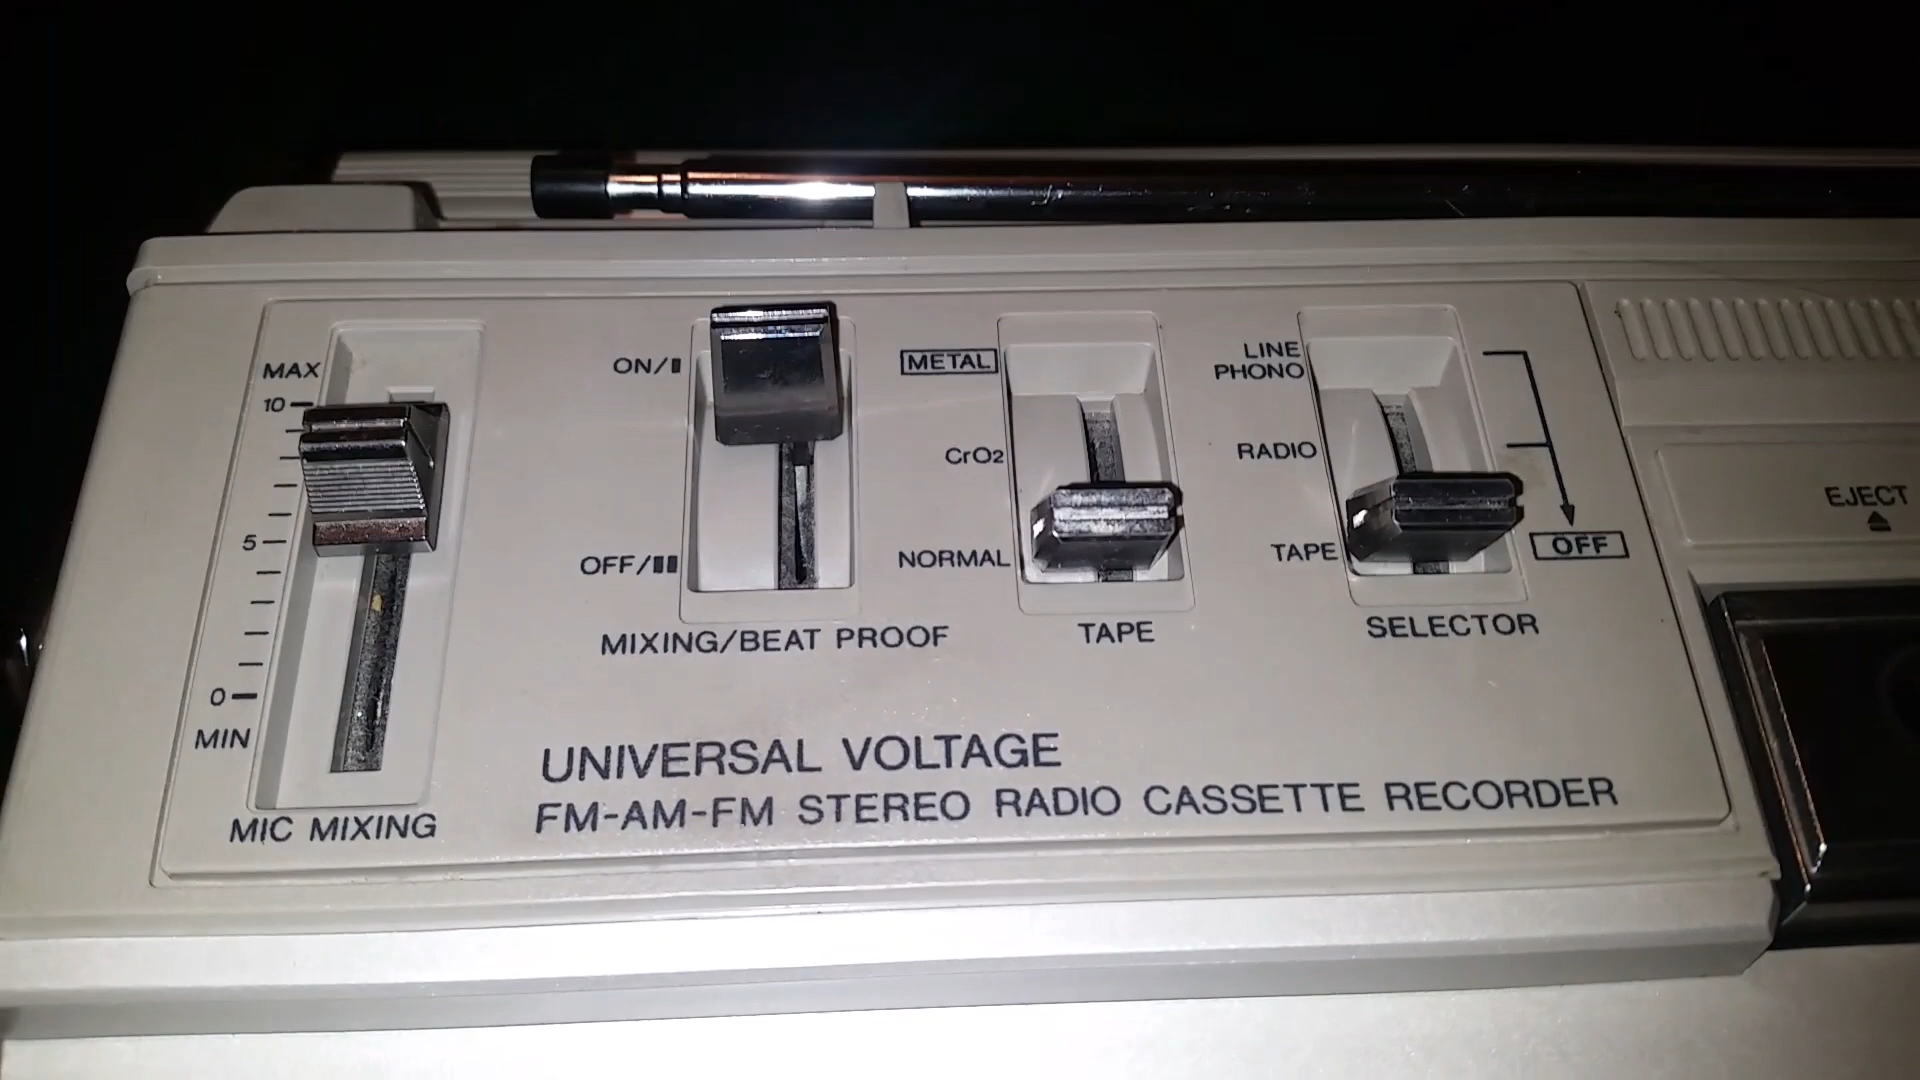 MAX
10
5
0
MIN
MIC MIXING
ON/I
OFF/II
MIXING/BEAT PROOF
METAL
CrO2
NORMAL
TAPE
LINE
PHONO
RADIO
TAPE
OFF
SELECTOR
EJECT
UNIVERSAL VOLTAGE
FM-AM-FM STEREO RADIO CASSETTE RECORDER